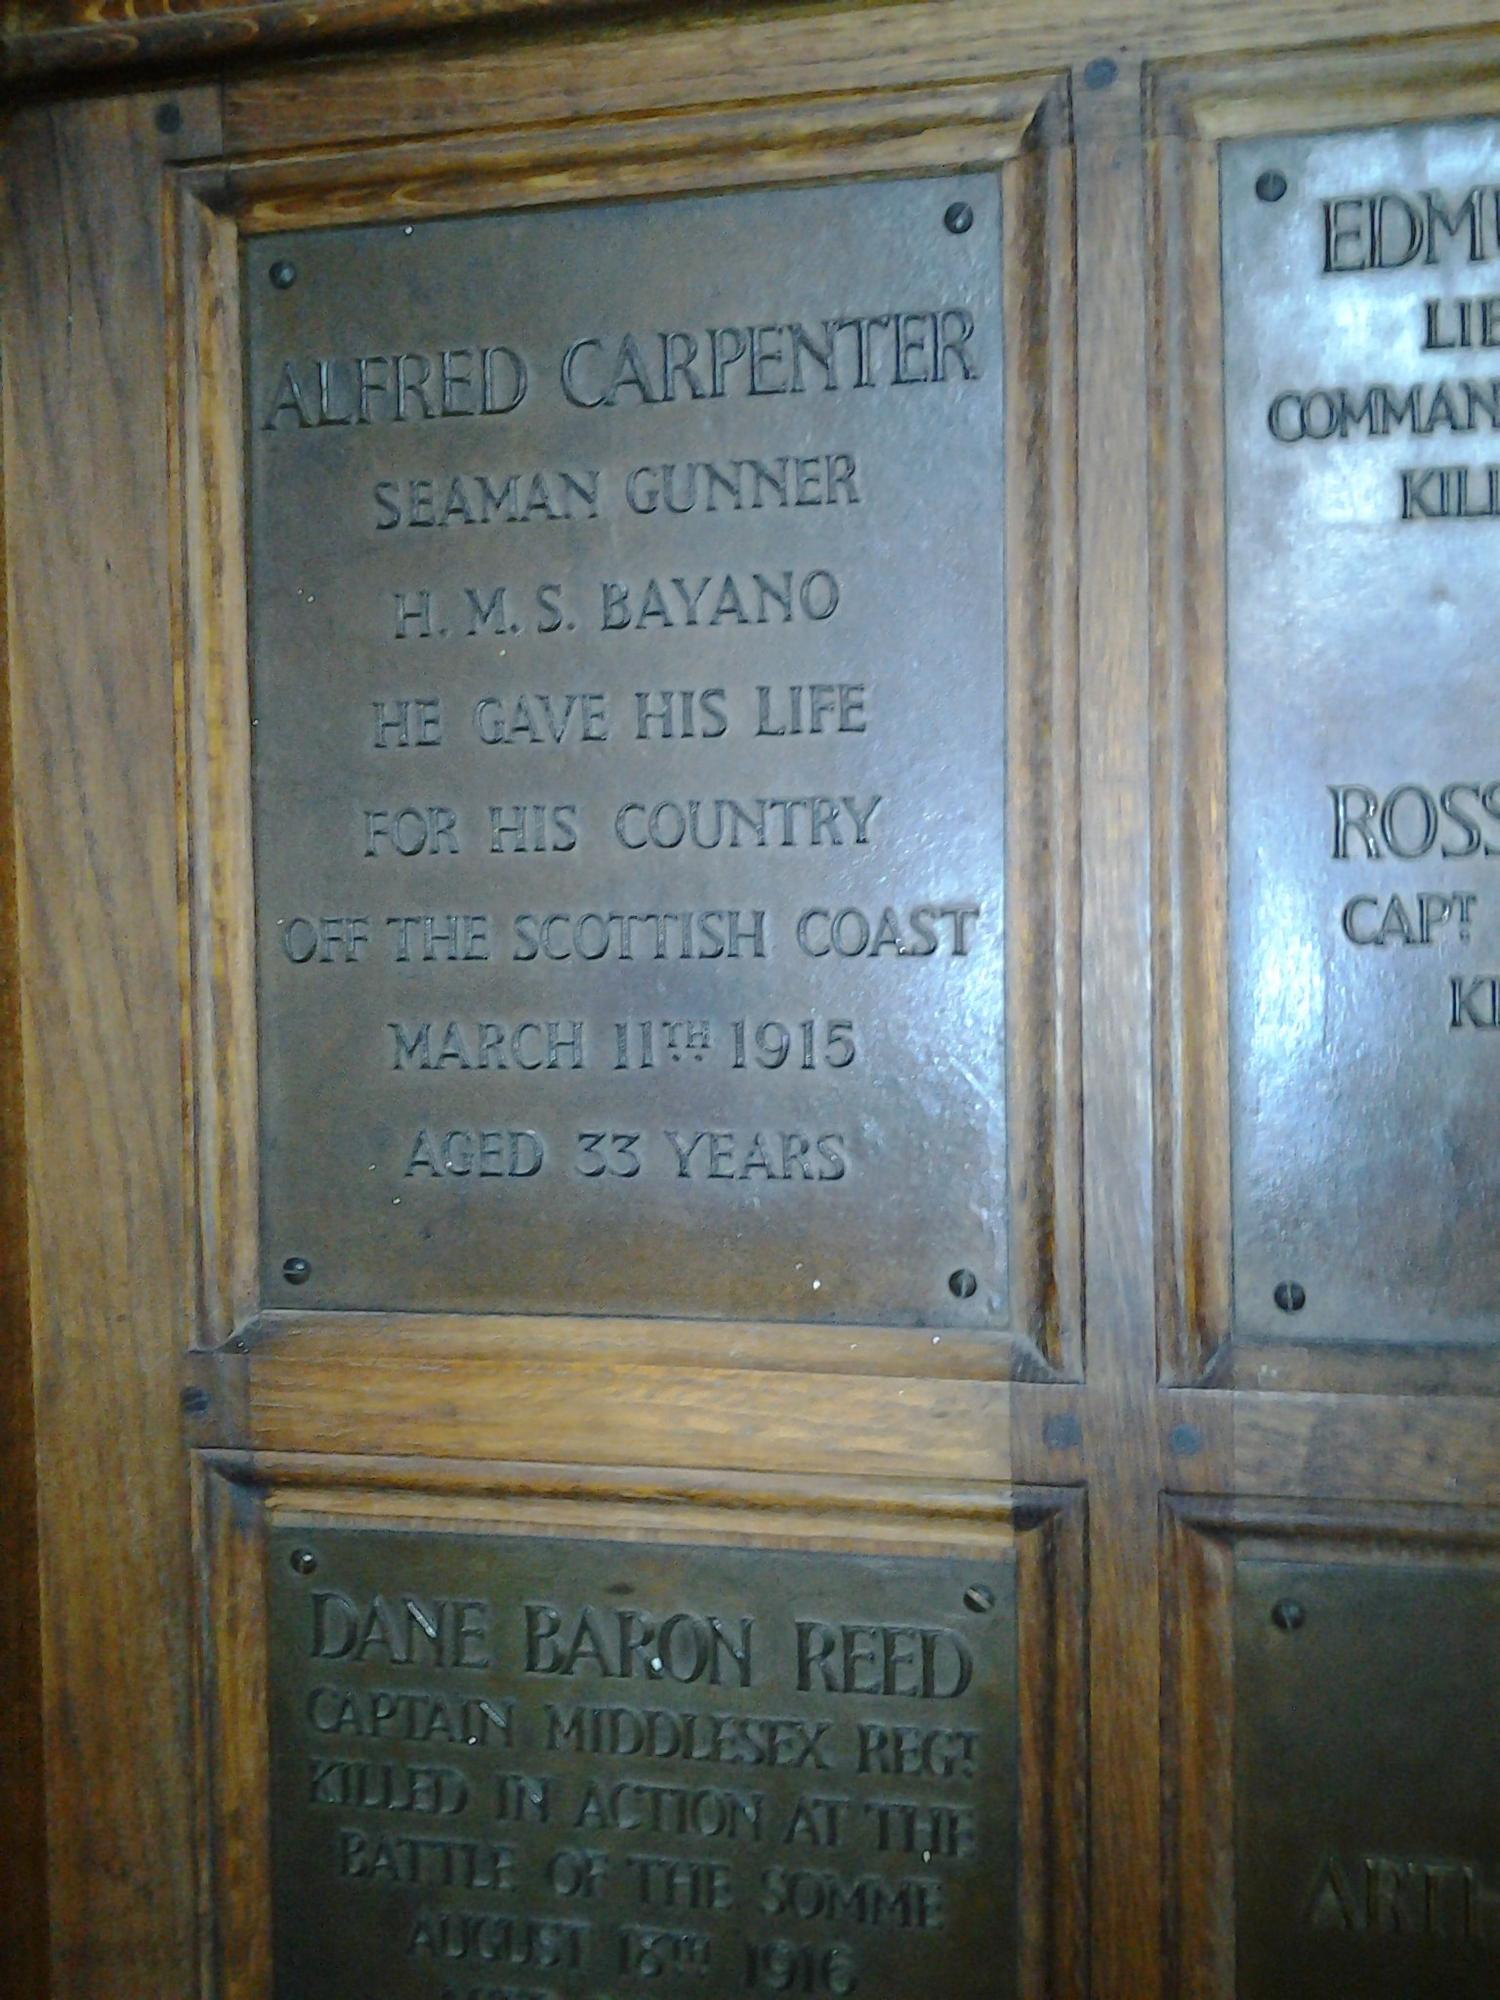 ALFRED CARPENTER
SEAMAN GUNNER
H. M. S. BAYANO
HE GAVE HIS LIFE
FOR HIS COUNTRY
OFF THE SCOTTISH COAST
MARCH 11TH 1915
AGED 33 YEARS
EDMU
LIE
COMMAN
KILL
ROSS
CAPT
KI
DANE BARON REED
CAPTAIN MIDDLESEX REGT
KILLED IN ACTION AT THE
BATTLE OF THE SOMME
AUGUST 18TH 1916
ARTH